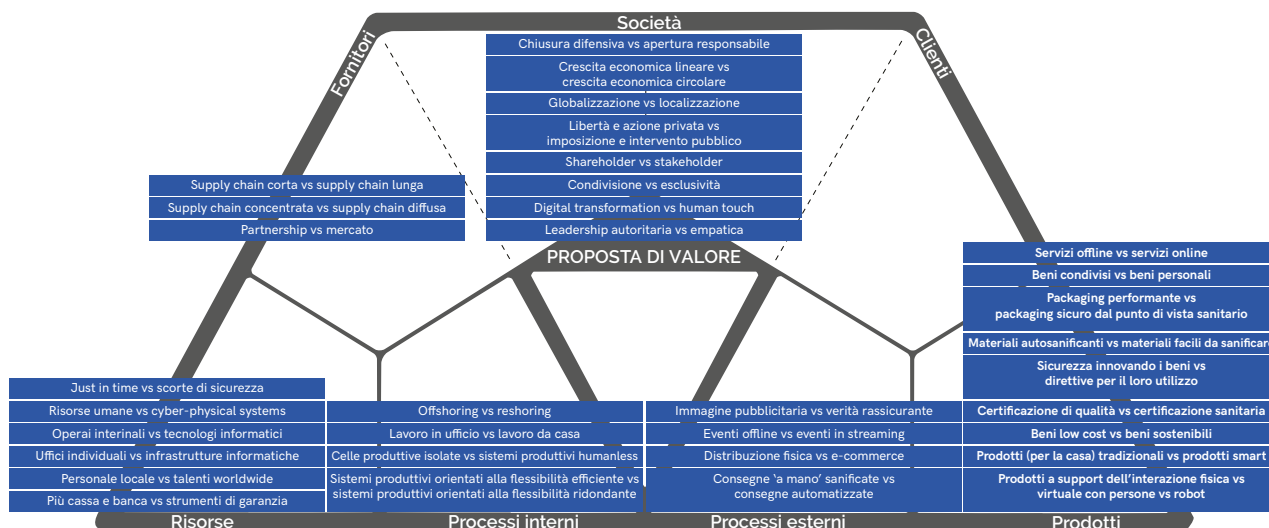 Società
Fornitori
Clienti
Chiusura difensiva vs apertura responsabile
Crescita economica lineare vs
crescita economica circolare
Globalizzazione vs localizzazione
Libertà e azione privata vs
imposizione e intervento pubblico
Shareholder vs stakeholder
Condivisione vs esclusività
Digital transformation vs human touch
Leadership autoritaria vs empatica
Supply chain corta vs supply chain lunga
Supply chain concentrata vs supply chain diffusa
Partnership vs mercato
PROPOSTA DI VALORE
Servizi offline vs servizi online
Beni condivisi vs beni personali
Packaging performante vs
packaging sicuro dal punto di vista sanitario
Materiali autosanificanti vs materiali facili da sanificare
Sicurezza innovando i beni vs
direttive per il loro utilizzo
Certificazione di qualità vs certificazione sanitaria
Beni low cost vs beni sostenibili
Prodotti (per la casa) tradizionali vs prodotti smart
Prodotti a support dell'interazione fisica vs
virtuale con persone vs robot
Just in time vs scorte di sicurezza
Risorse umane vs cyber-physical systems
Operai interinali vs tecnologi informatici
Uffici individuali vs infrastrutture informatiche
Personale locale vs talenti worldwide
Più cassa e banca vs strumenti di garanzia
Offshoring vs reshoring
Lavoro in ufficio vs lavoro da casa
Celle produttive isolate vs sistemi produttivi humanless
Sistemi produttivi orientati alla flessibilità efficiente vs
sistemi produttivi orientati alla flessibilità ridondante
Immagine pubblicitaria vs verità rassicurante
Eventi offline vs eventi in streaming
Distribuzione fisica vs e-commerce
Consegne 'a mano' sanificate vs
consegne automatizzate
Risorse
Processi interni
Processi esterni
Prodotti